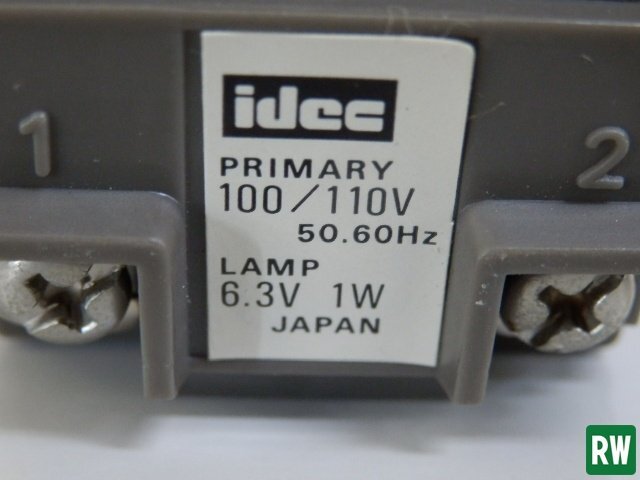 idec
1
2
PRIMARY
100/110V
50.60Hz
LAMP
6.3V 1W
JAPAN
RW